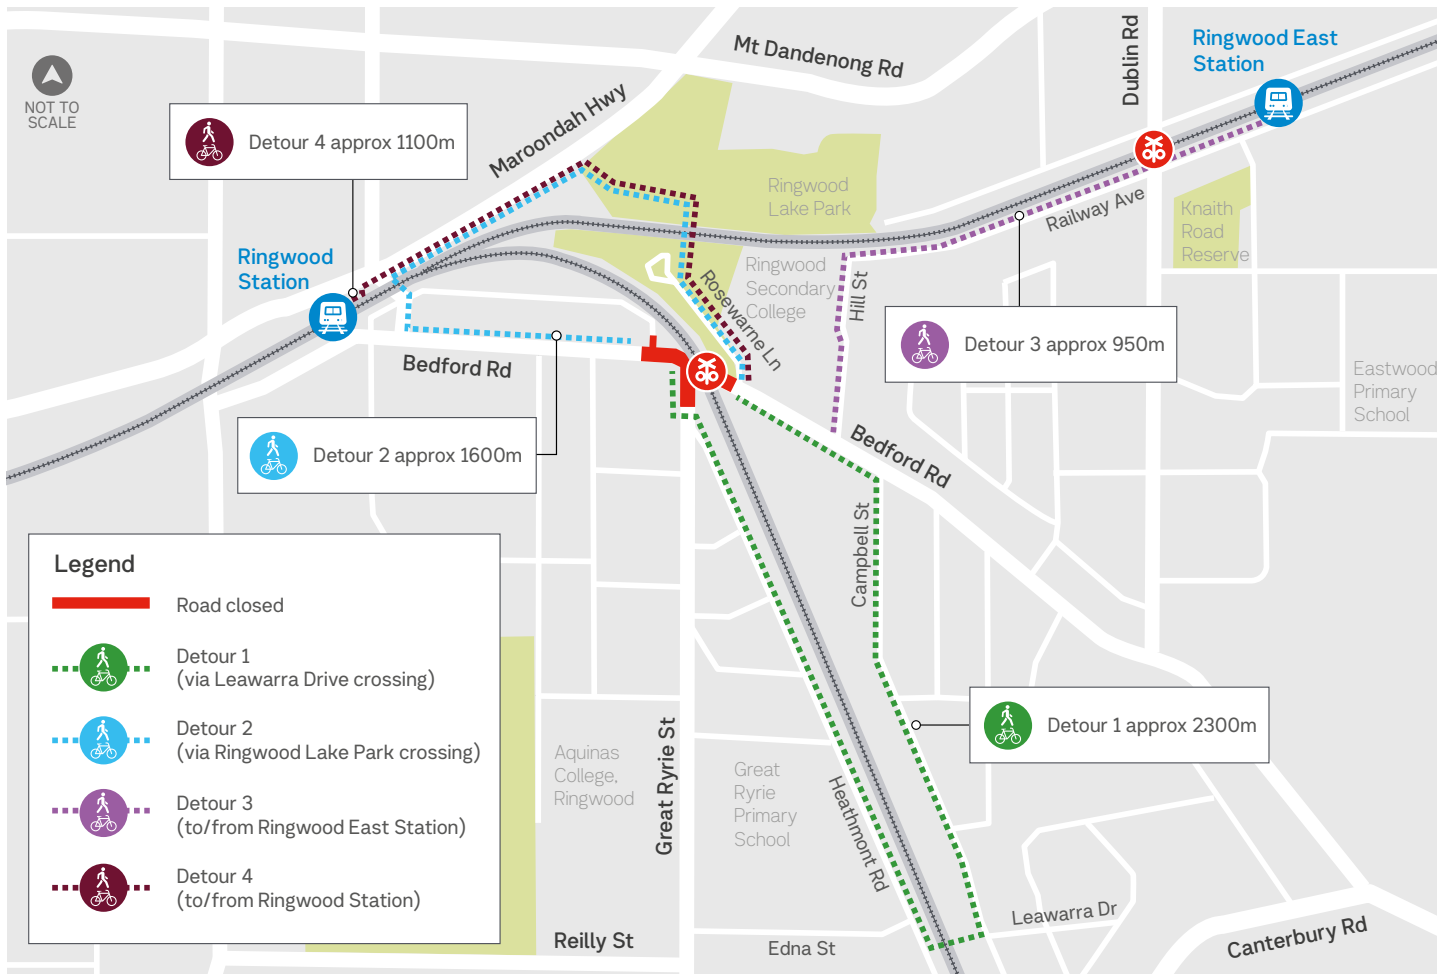 NOT TO
SCALE
Mt Dandenong Rd
Dublin Rd
Ringwood East
Station
Maroondah Hwy
Detour 4 approx 1100m
Ringwood
Lake Park
Railway Ave
Knaith
Road
Reserve
Ringwood
Station
Ringwood
Secondary
College
Rosewarne Ln
Hill St
Detour 3 approx 950m
Bedford Rd
Eastwood
Primary
School
Detour 2 approx 1600m
Bedford Rd
Campbell St
Legend
Road closed
Detour 1
(via Leawarra Drive crossing)
Detour 2
(via Ringwood Lake Park crossing)
Detour 3
(to/from Ringwood East Station)
Detour 4
(to/from Ringwood Station)
Detour 1 approx 2300m
Aquinas
College,
Ringwood
Great Ryrie St
Great
Ryrie
Primary
School
Heathmont Rd
Leawarra Dr
Reilly St
Edna St
Canterbury Rd